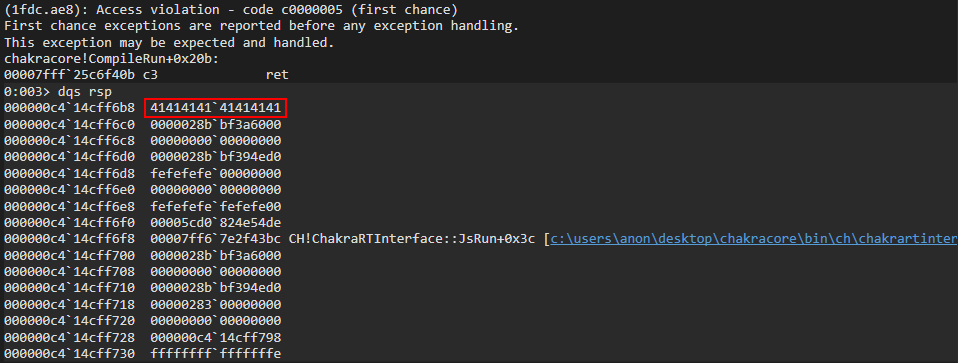 (1fdc.ae8): Access violation - code c0000005 (first chance)
First chance exceptions are reported before any exception handling.
This exception may be expected and handled.
chakracore!CompileRun+0x20b:
00007fff`25c6f40b c3              ret
0:003> dqs rsp
000000c4`14cff6b8  41414141`41414141
000000c4`14cff6c0  0000028b`bf3a6000
000000c4`14cff6c8  00000000`00000000
000000c4`14cff6d0  0000028b`bf394ed0
000000c4`14cff6d8  fefefefe`00000000
000000c4`14cff6e0  00000000`00000000
000000c4`14cff6e8  fefefefe`fefefe00
000000c4`14cff6f0  00005cd0`824e54de
000000c4`14cff6f8  00007ff6`7e2f43bc CH!ChakraRTInterface::JsRun+0x3c [c:\users\anon\desktop\chakracore\bin\ch\chakrartinter
000000c4`14cff700  0000028b`bf3a6000
000000c4`14cff708  00000000`00000000
000000c4`14cff710  0000028b`bf394ed0
000000c4`14cff718  00000283`00000000
000000c4`14cff720  00000000`00000000
000000c4`14cff728  000000c4`14cff798
000000c4`14cff730  ffffffff`fffffffe